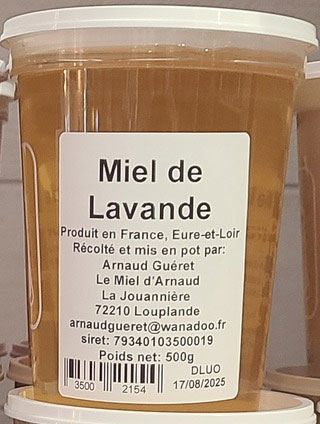 Miel de
Lavande
Produit en France, Eure-et-Loir
Récolté et mis en pot par:
Arnaud Guéret
Le Miel d'Arnaud
La Jouannière
72210 Louplande
arnaudgueret@wanadoo.fr
siret: 79340103500019
Poids net: 500g
3500 2154
DLUO
17/08/2025